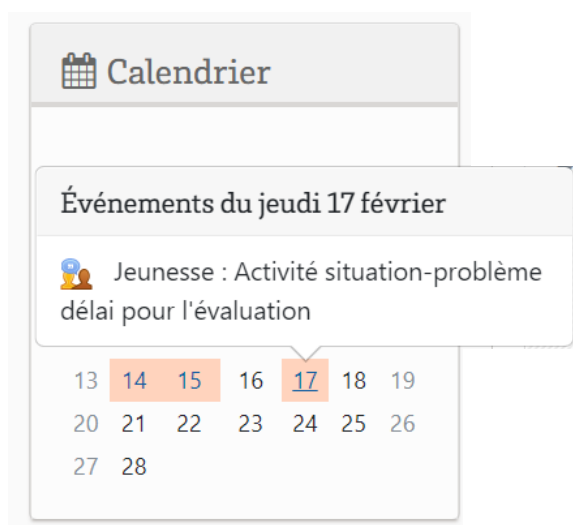 Calendrier
Événements du jeudi 17 février
Jeunesse : Activité situation-problème
délai pour l'évaluation
13 14 15 16 17 18 19
20 21 22 23 24 25 26
27 28